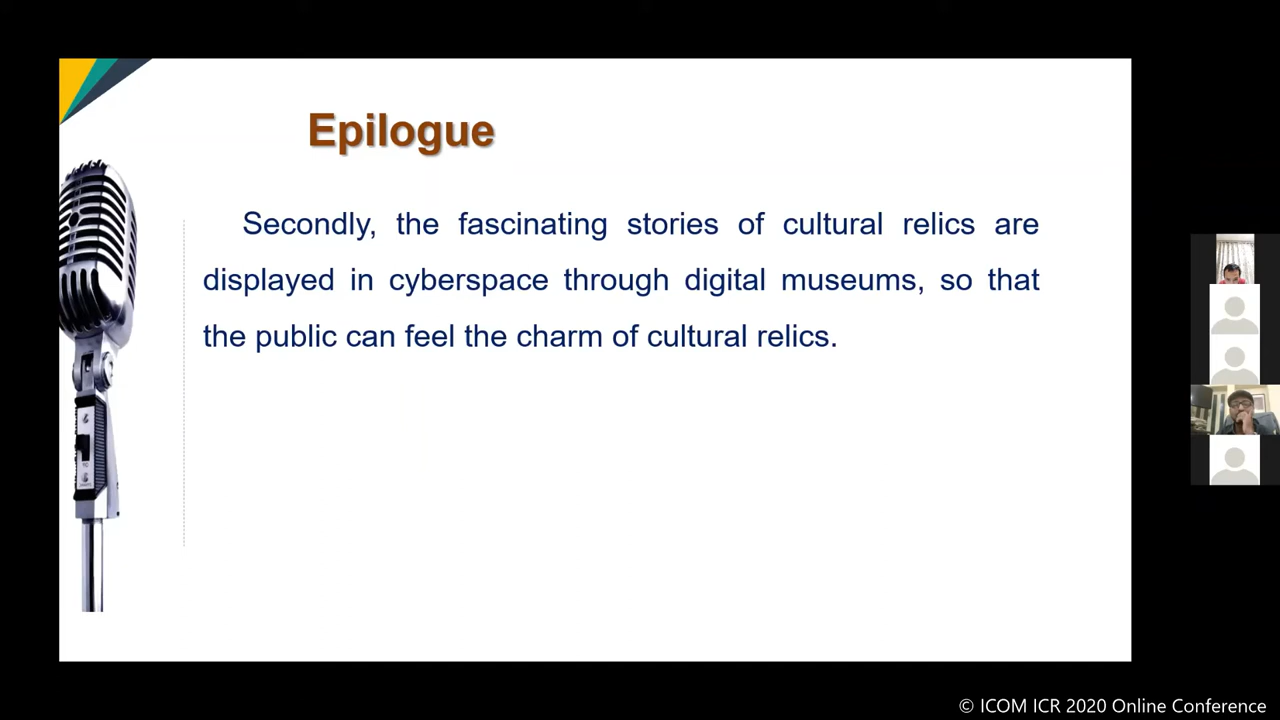 Epilogue
Secondly, the fascinating stories of cultural relics are
displayed in cyberspace through digital museums, so that
the public can feel the charm of cultural relics.
© ICOM ICR 2020 Online Conference